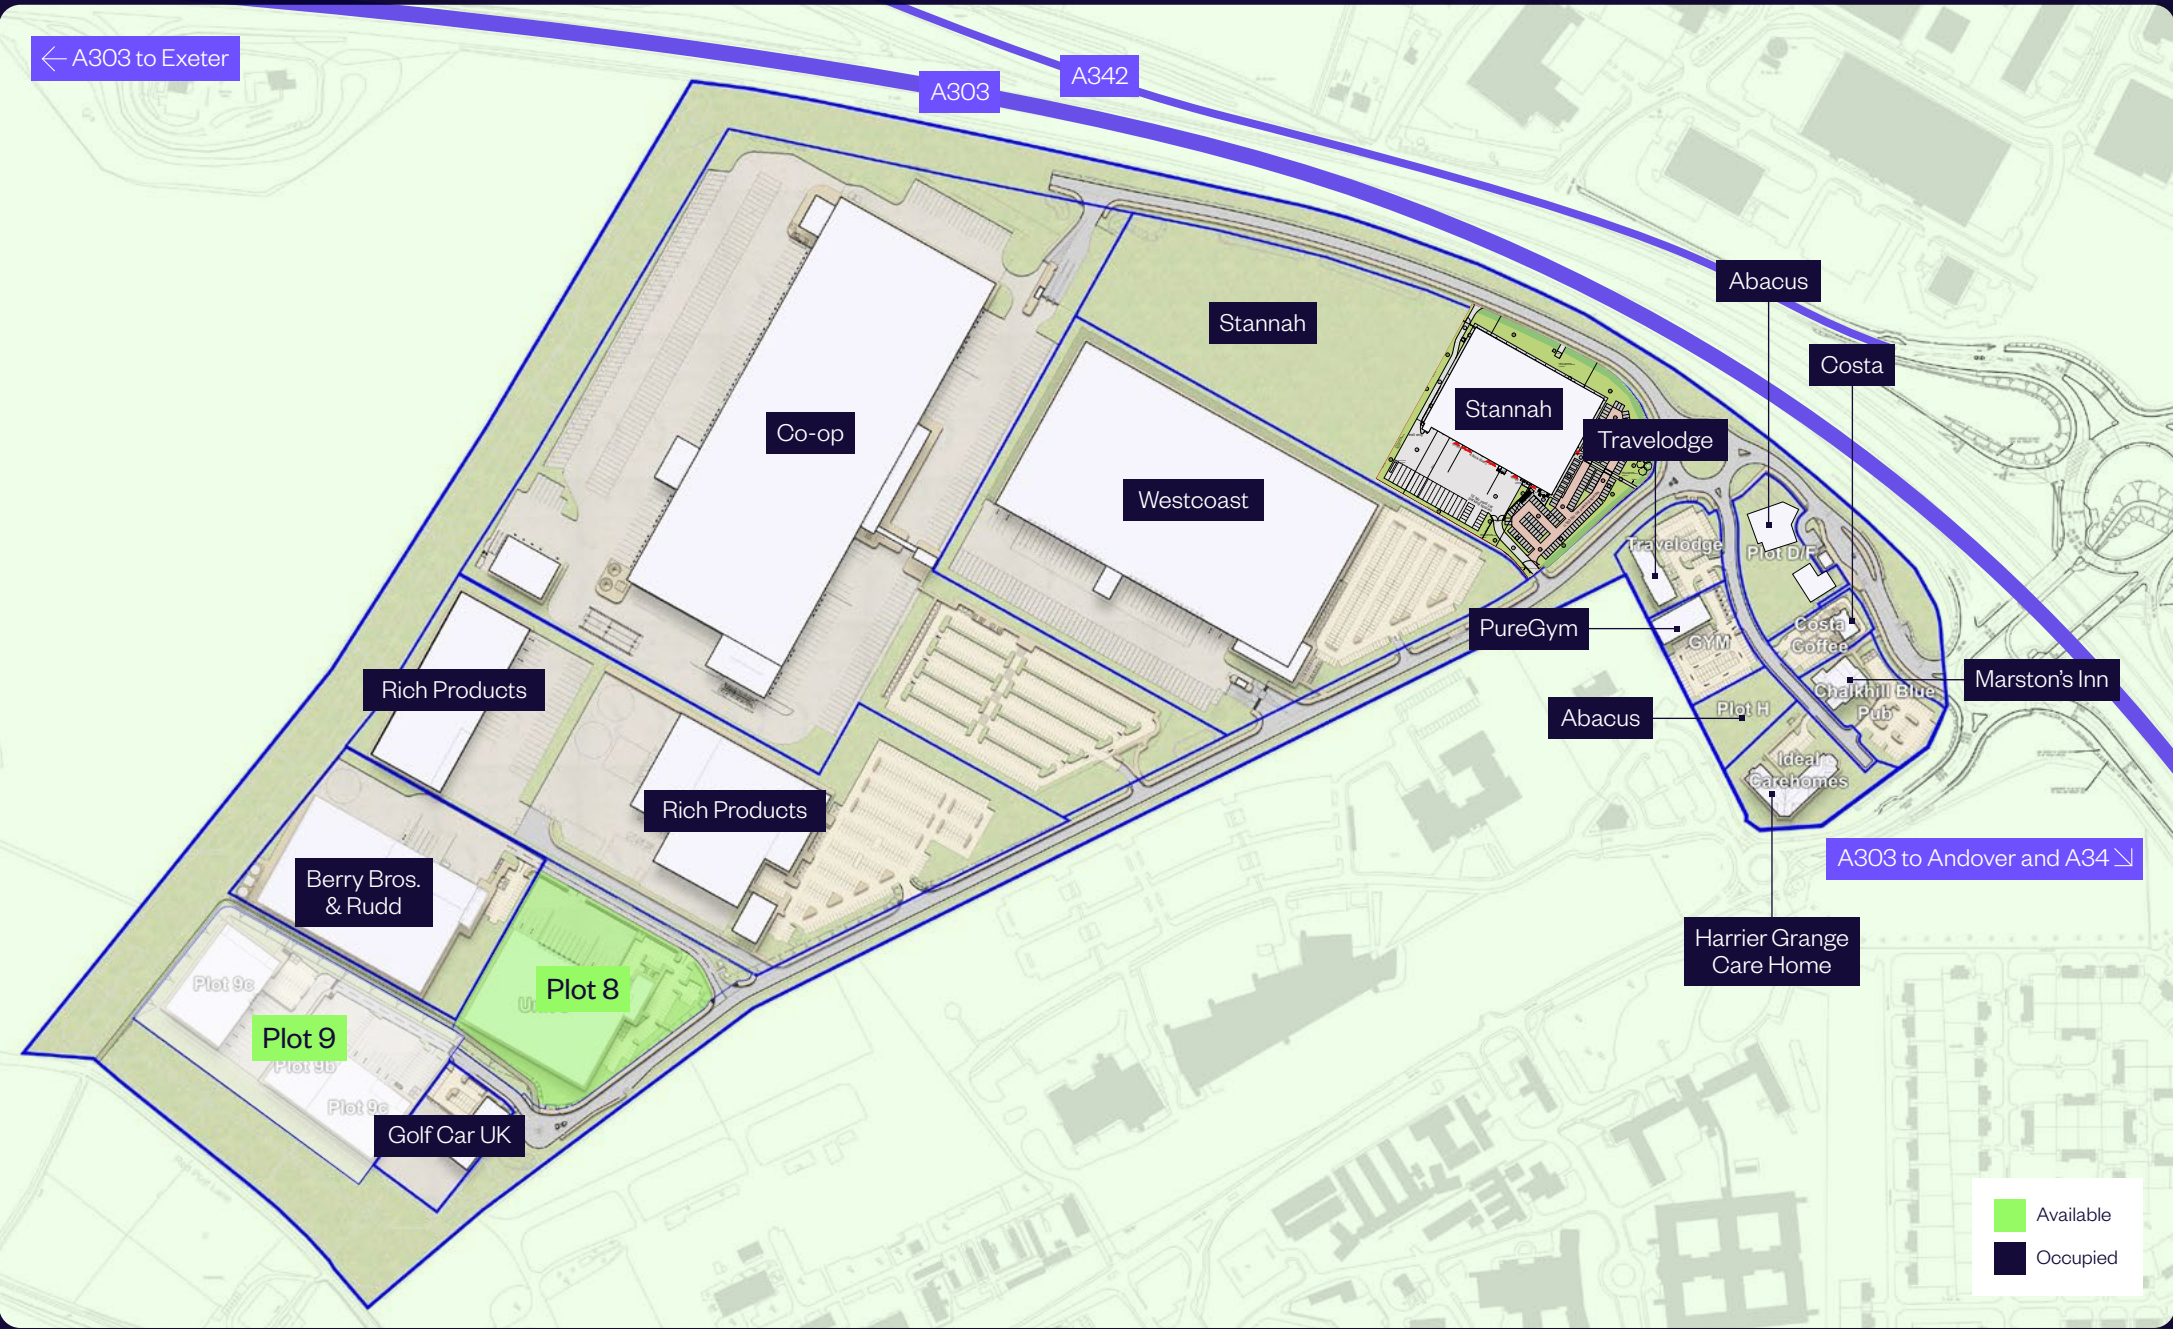 ← A303 to Exeter
A303
A342
Abacus
Stannah
Costa
Stannah
Co-op
Travelodge
Westcoast
Travelodge
Plot D/F
PureGym
GYM
Costa
Coffee
Rich Products
Marston's Inn
Chalkhill Blue
Pub
Abacus
Plot H
Ideal
Carehomes
Rich Products
A303 to Andover and A34 ↘
Berry Bros.
& Rudd
Harrier Grange
Care Home
Plot 9c
Plot 8
Plot 9
Plot 9b
Plot 9c
Golf Car UK
Available
Occupied